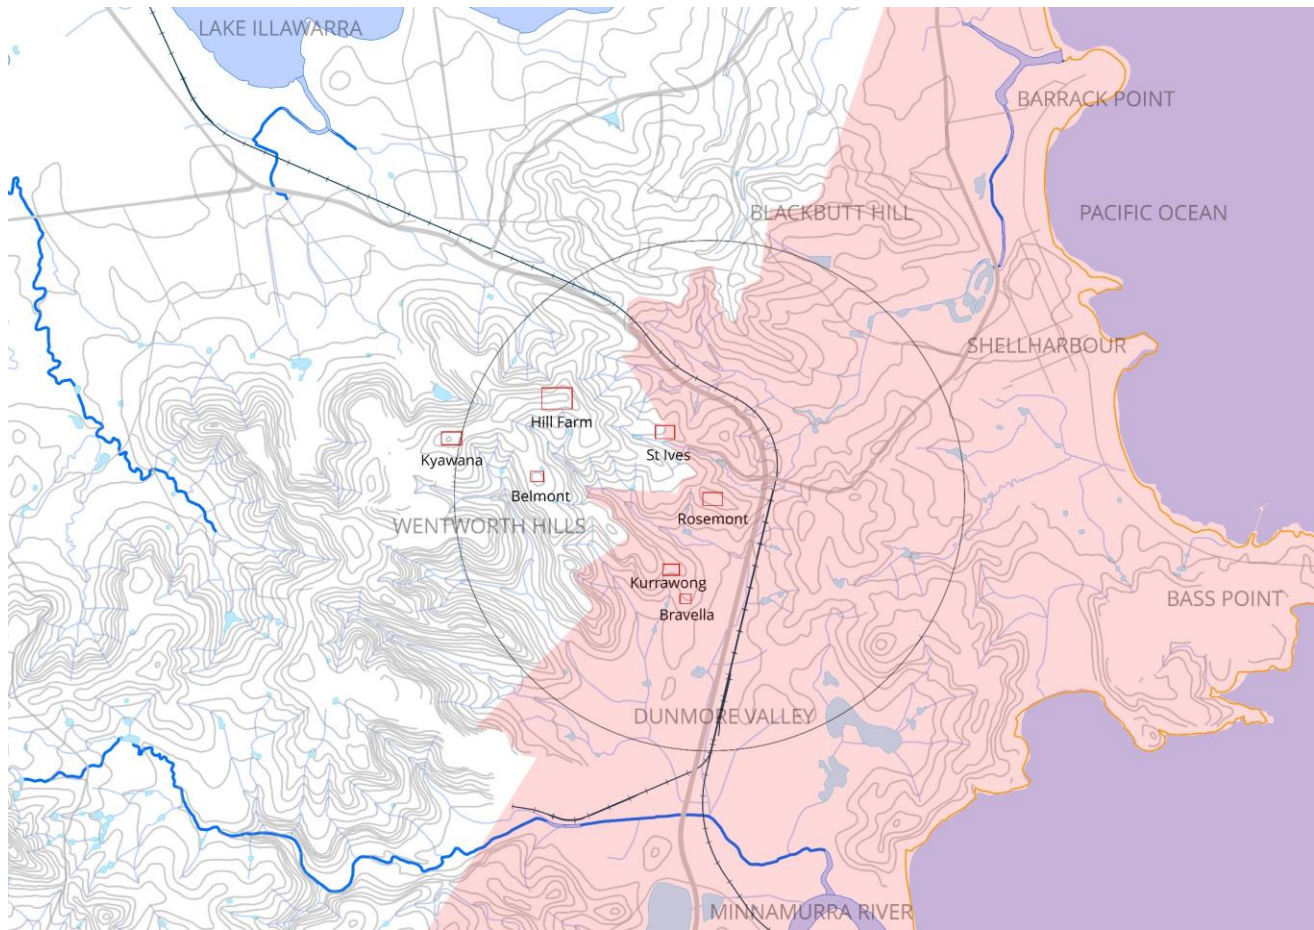 LAKE ILLAWARRA
BARRACK POINT
BLACKBUTT HILL
PACIFIC OCEAN
SHELLHARBOUR
Hill Farm
St Ives
Kyawana
Belmont
Rosemont
WENTWORTH HILLS
Kurrawong
BASS POINT
Bravella
DUNMORE VALLEY
MINNAMURRA RIVER